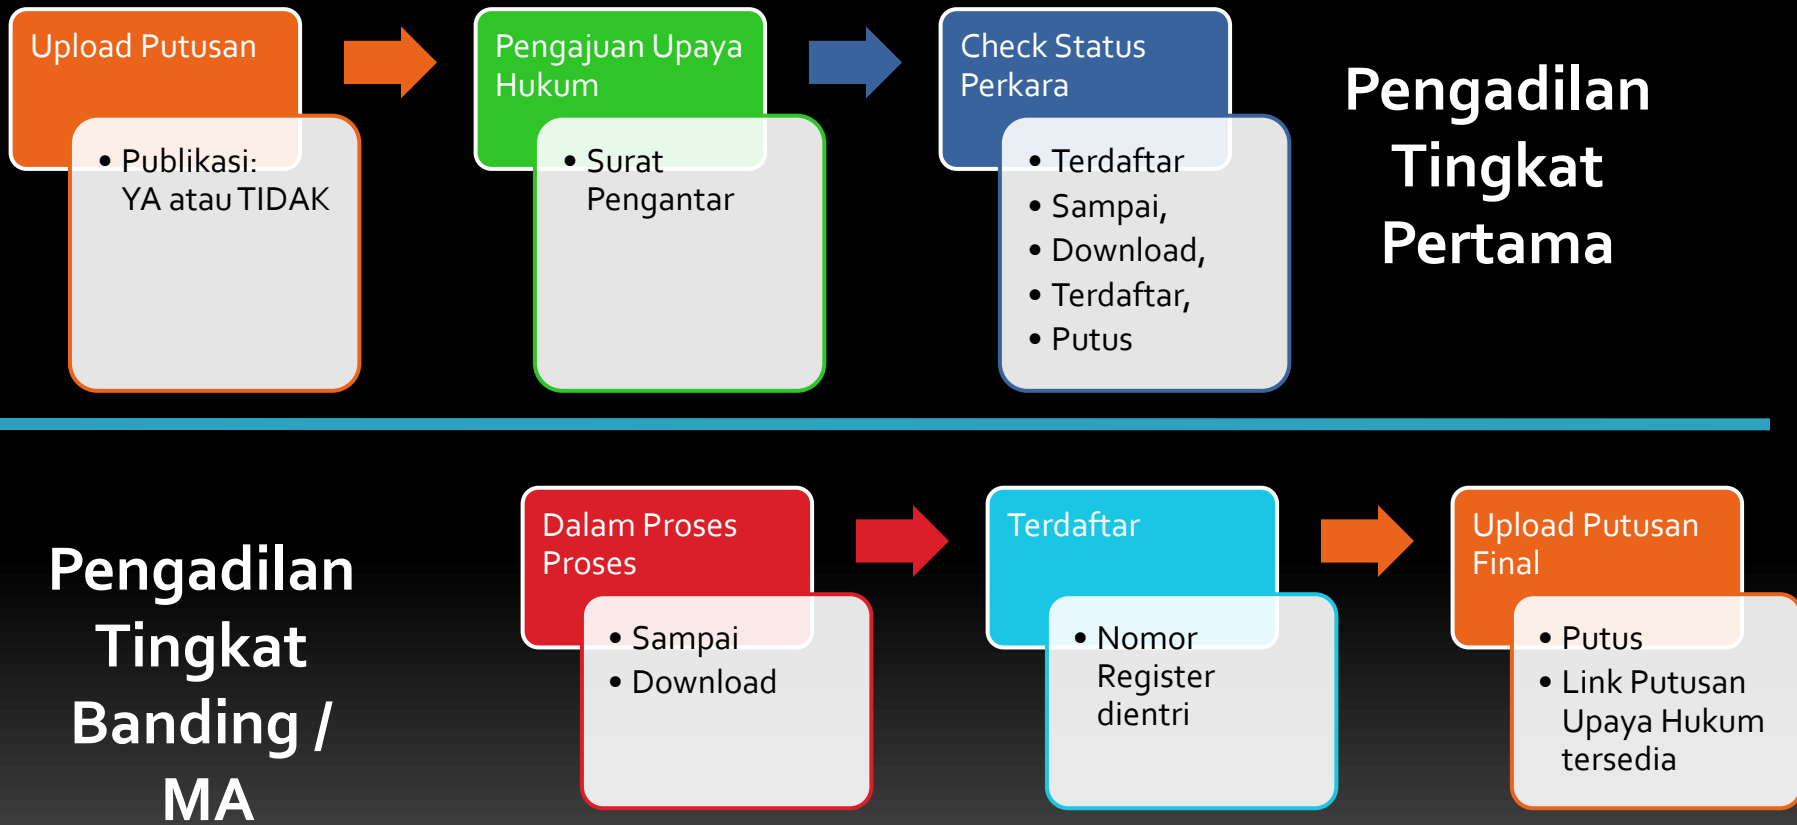 Upload Putusan
• Publikasi:
YA atau TIDAK
Pengajuan Upaya
Hukum
• Surat
Pengantar
Check Status
Perkara
• Terdaftar
• Sampai,
• Download,
• Terdaftar,
• Putus
Pengadilan
Tingkat
Pertama
Pengadilan
Tingkat
Banding /
MA
Dalam Proses
Proses
• Sampai
• Download
Terdaftar
• Nomor
Register
dientri
Upload Putusan
Final
• Putus
• Link Putusan
Upaya Hukum
tersedia